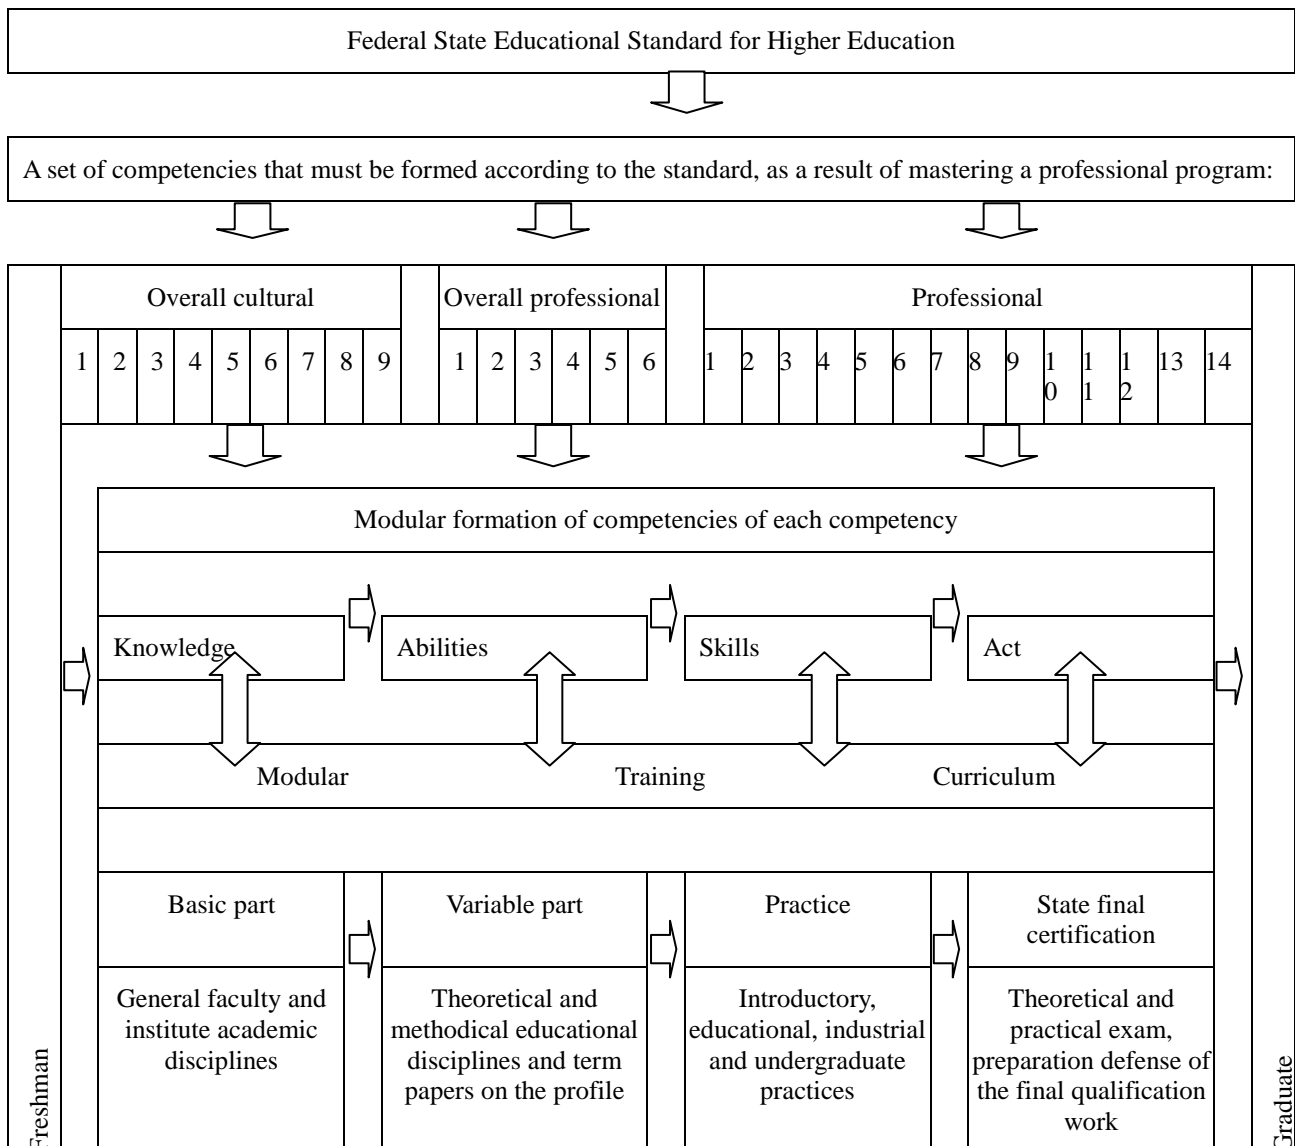 Federal State Educational Standard for Higher Education
A set of competencies that must be formed according to the standard, as a result of mastering a professional program:
Overall cultural
Overall professional
Professional
1 2 3 4 5 6 7 8 9
1 2 3 4 5 6
1 2 3 4 5 6 7 8 9 10 11 12 13 14
Modular formation of competencies of each competency
Knowledge
Abilities
Skills
Act
Modular Training Curriculum
Basic part
Variable part
Practice
State final
certification
General faculty and
institute academic
disciplines
Theoretical and
methodical educational
disciplines and term
papers on the profile
Introductory,
educational, industrial
and undergraduate
practices
Theoretical and
practical exam,
preparation defense of
the final qualification
work
Freshman
Graduate